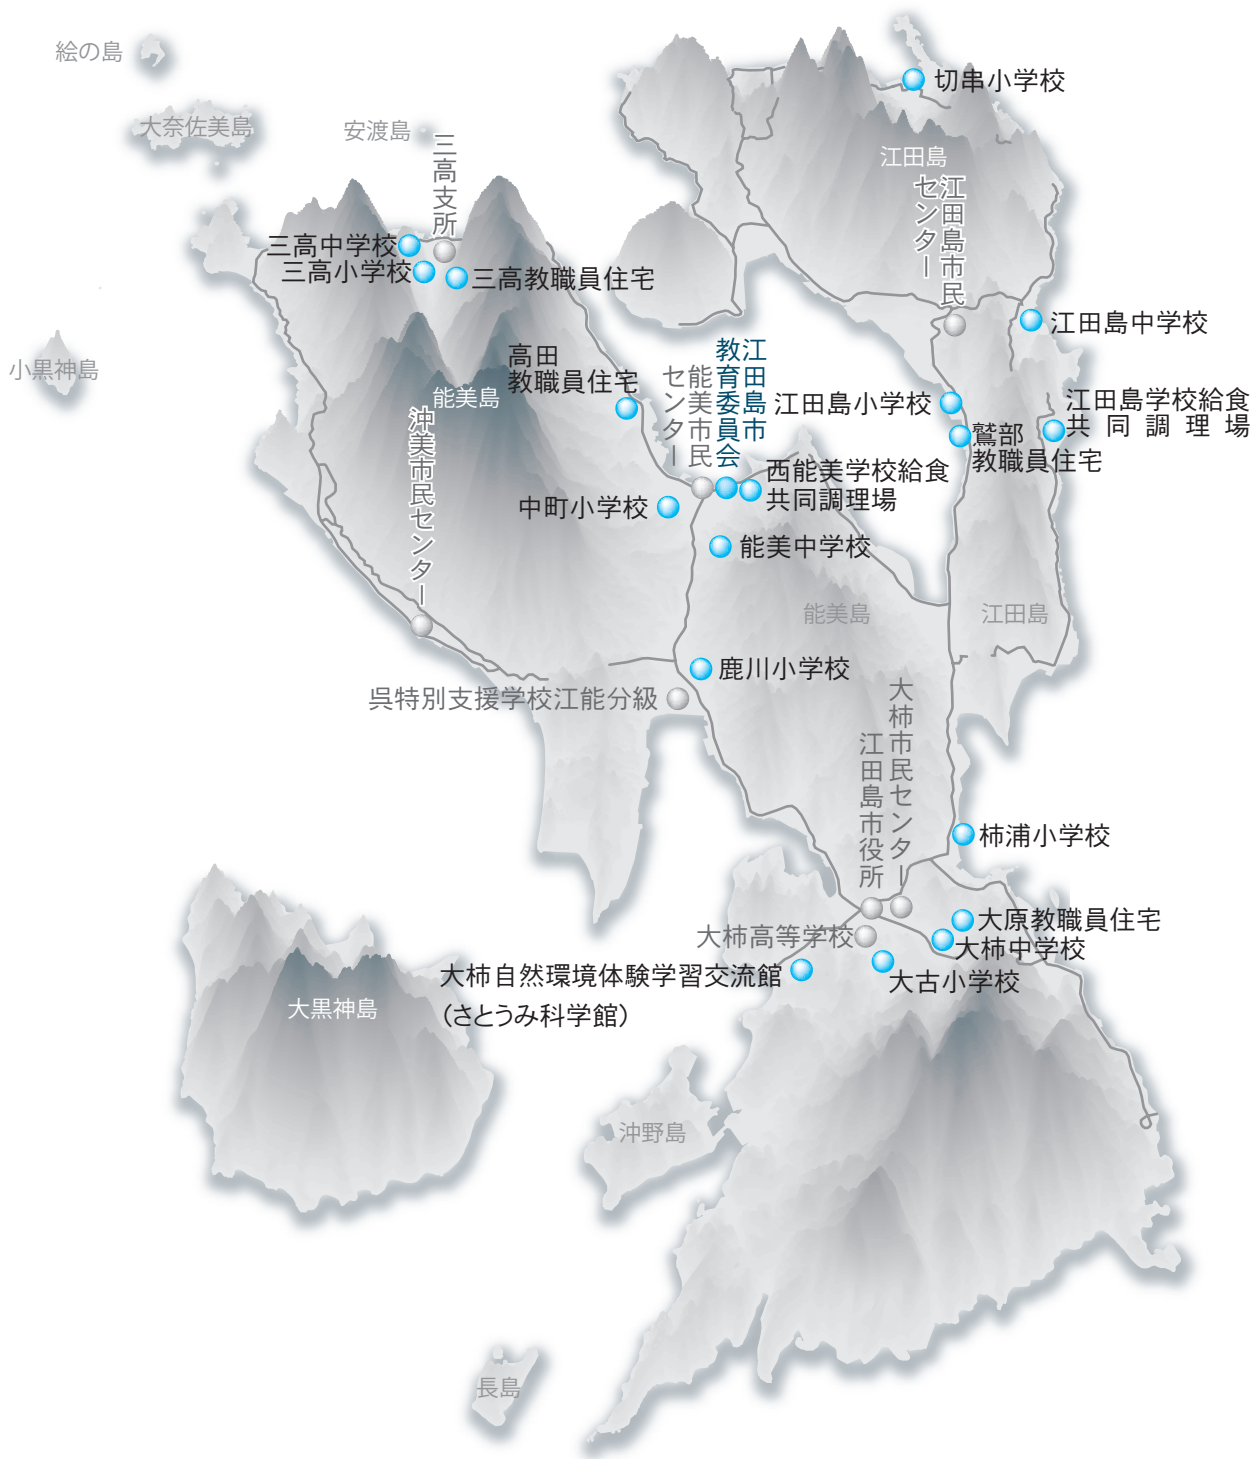 絵の島
切串小学校
大奈佐美島
安渡島
三高支所
江田島
江田島市民
センター
三高中学校
三高小学校
三高教職員住宅
江田島中学校
小黒神島
高田
教職員住宅
能美島
沖美市民センター
能美市民
センター
江田島市
教育委員会
江田島小学校
江田島学校給食
共同調理場
鷲部
教職員住宅
西能美学校給食
共同調理場
中町小学校
能美中学校
能美島
江田島
鹿川小学校
呉特別支援学校江能分級
大柿市民センター
江田島市役所
柿浦小学校
大原教職員住宅
大柿高等学校
大柿中学校
大柿自然環境体験学習交流館
（さとうみ科学館）
大古小学校
大黒神島
沖野島
長島